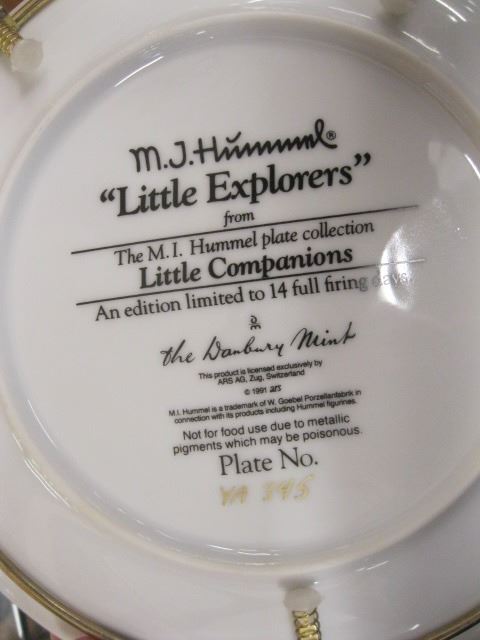 M.J. Hummel®
“Little Explorers”
from
The M.I. Hummel plate collection
Little Companions
An edition limited to 14 full firing days.
DM
the Danbury Mint
This product is licensed exclusively by
ARS AG, Zug, Switzerland
© 1991 ars
M.I. Hummel is a trademark of W. Goebel Porzellanfabrik in
connection with its products including Hummel figurines.
Not for food use due to metallic
pigments which may be poisonous.
Plate No.